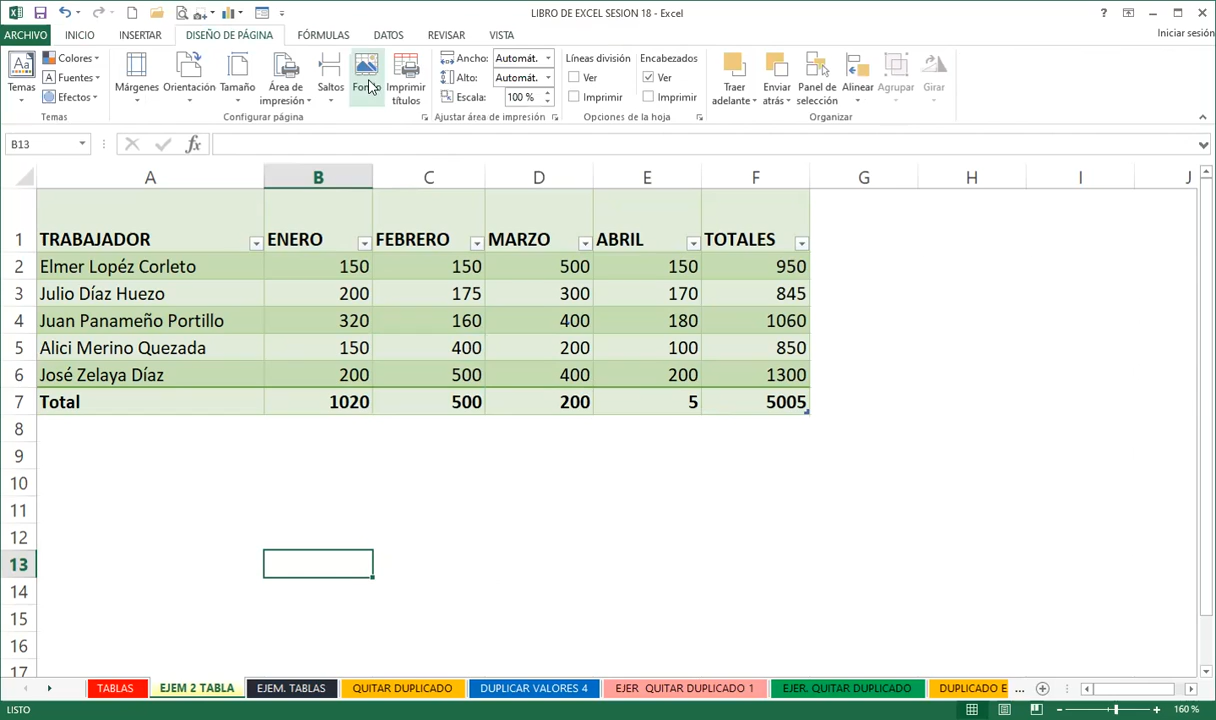 LIBRO DE EXCEL SESION 18 - Excel
?
Iniciar sesión
ARCHIVO INICIO INSERTAR DISEÑO DE PÁGINA FÓRMULAS DATOS REVISAR VISTA
Temas
Colores
Fuentes
Efectos
Temas
Márgenes
Orientación
Tamaño
Área de impresión
Saltos
Imprimir títulos
Configurar página
Ancho: Automát.
Alto: Automát.
Escala: 100 %
Ajustar área de impresión
Líneas división
Ver
Imprimir
Encabezados
Ver
Imprimir
Opciones de la hoja
Traer adelante
Enviar atrás
Panel de selección
Alinear
Agrupar
Girar
Organizar
B13
fx
A B C D E F G H I J
1 TRABAJADOR ENERO FEBRERO MARZO ABRIL TOTALES
2 Elmer Lopéz Corleto 150 150 500 150 950
3 Julio Díaz Huezo 200 175 300 170 845
4 Juan Panameño Portillo 320 160 400 180 1060
5 Alici Merino Quezada 150 400 200 100 850
6 José Zelaya Díaz 200 500 400 200 1300
7 Total 1020 500 200 5 5005
8
9
10
11
12
13
14
15
16
17
TABLAS EJEM 2 TABLA EJEM. TABLAS QUITAR DUPLICADO DUPLICAR VALORES 4 EJER QUITAR DUPLICADO 1 EJER. QUITAR DUPLICADO DUPLICADO E ...
LISTO
160 %